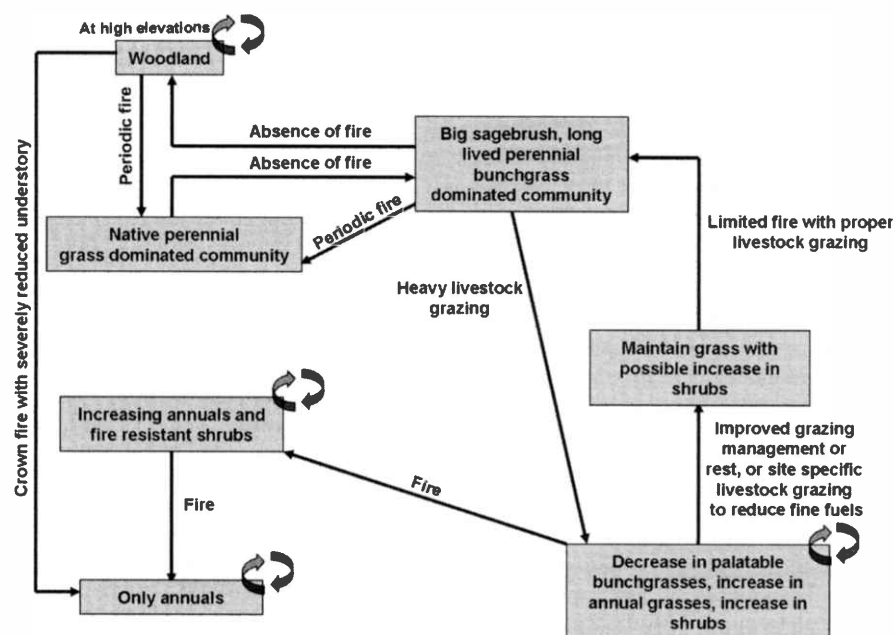 At high elevations
Woodland
Crown fire with severely reduced understory
Periodic fire
Absence of fire
Absence of fire
Big sagebrush, long
lived perennial
bunchgrass
dominated community
Native perennial
grass dominated community
Periodic fire
Limited fire with proper
livestock grazing
Heavy livestock
grazing
Maintain grass with
possible increase in
shrubs
Increasing annuals and
fire resistant shrubs
Improved grazing
management or
rest, or site specific
livestock grazing
to reduce fine fuels
Fire
Fire
Only annuals
Decrease in palatable
bunchgrasses, increase in
annual grasses, increase in
shrubs